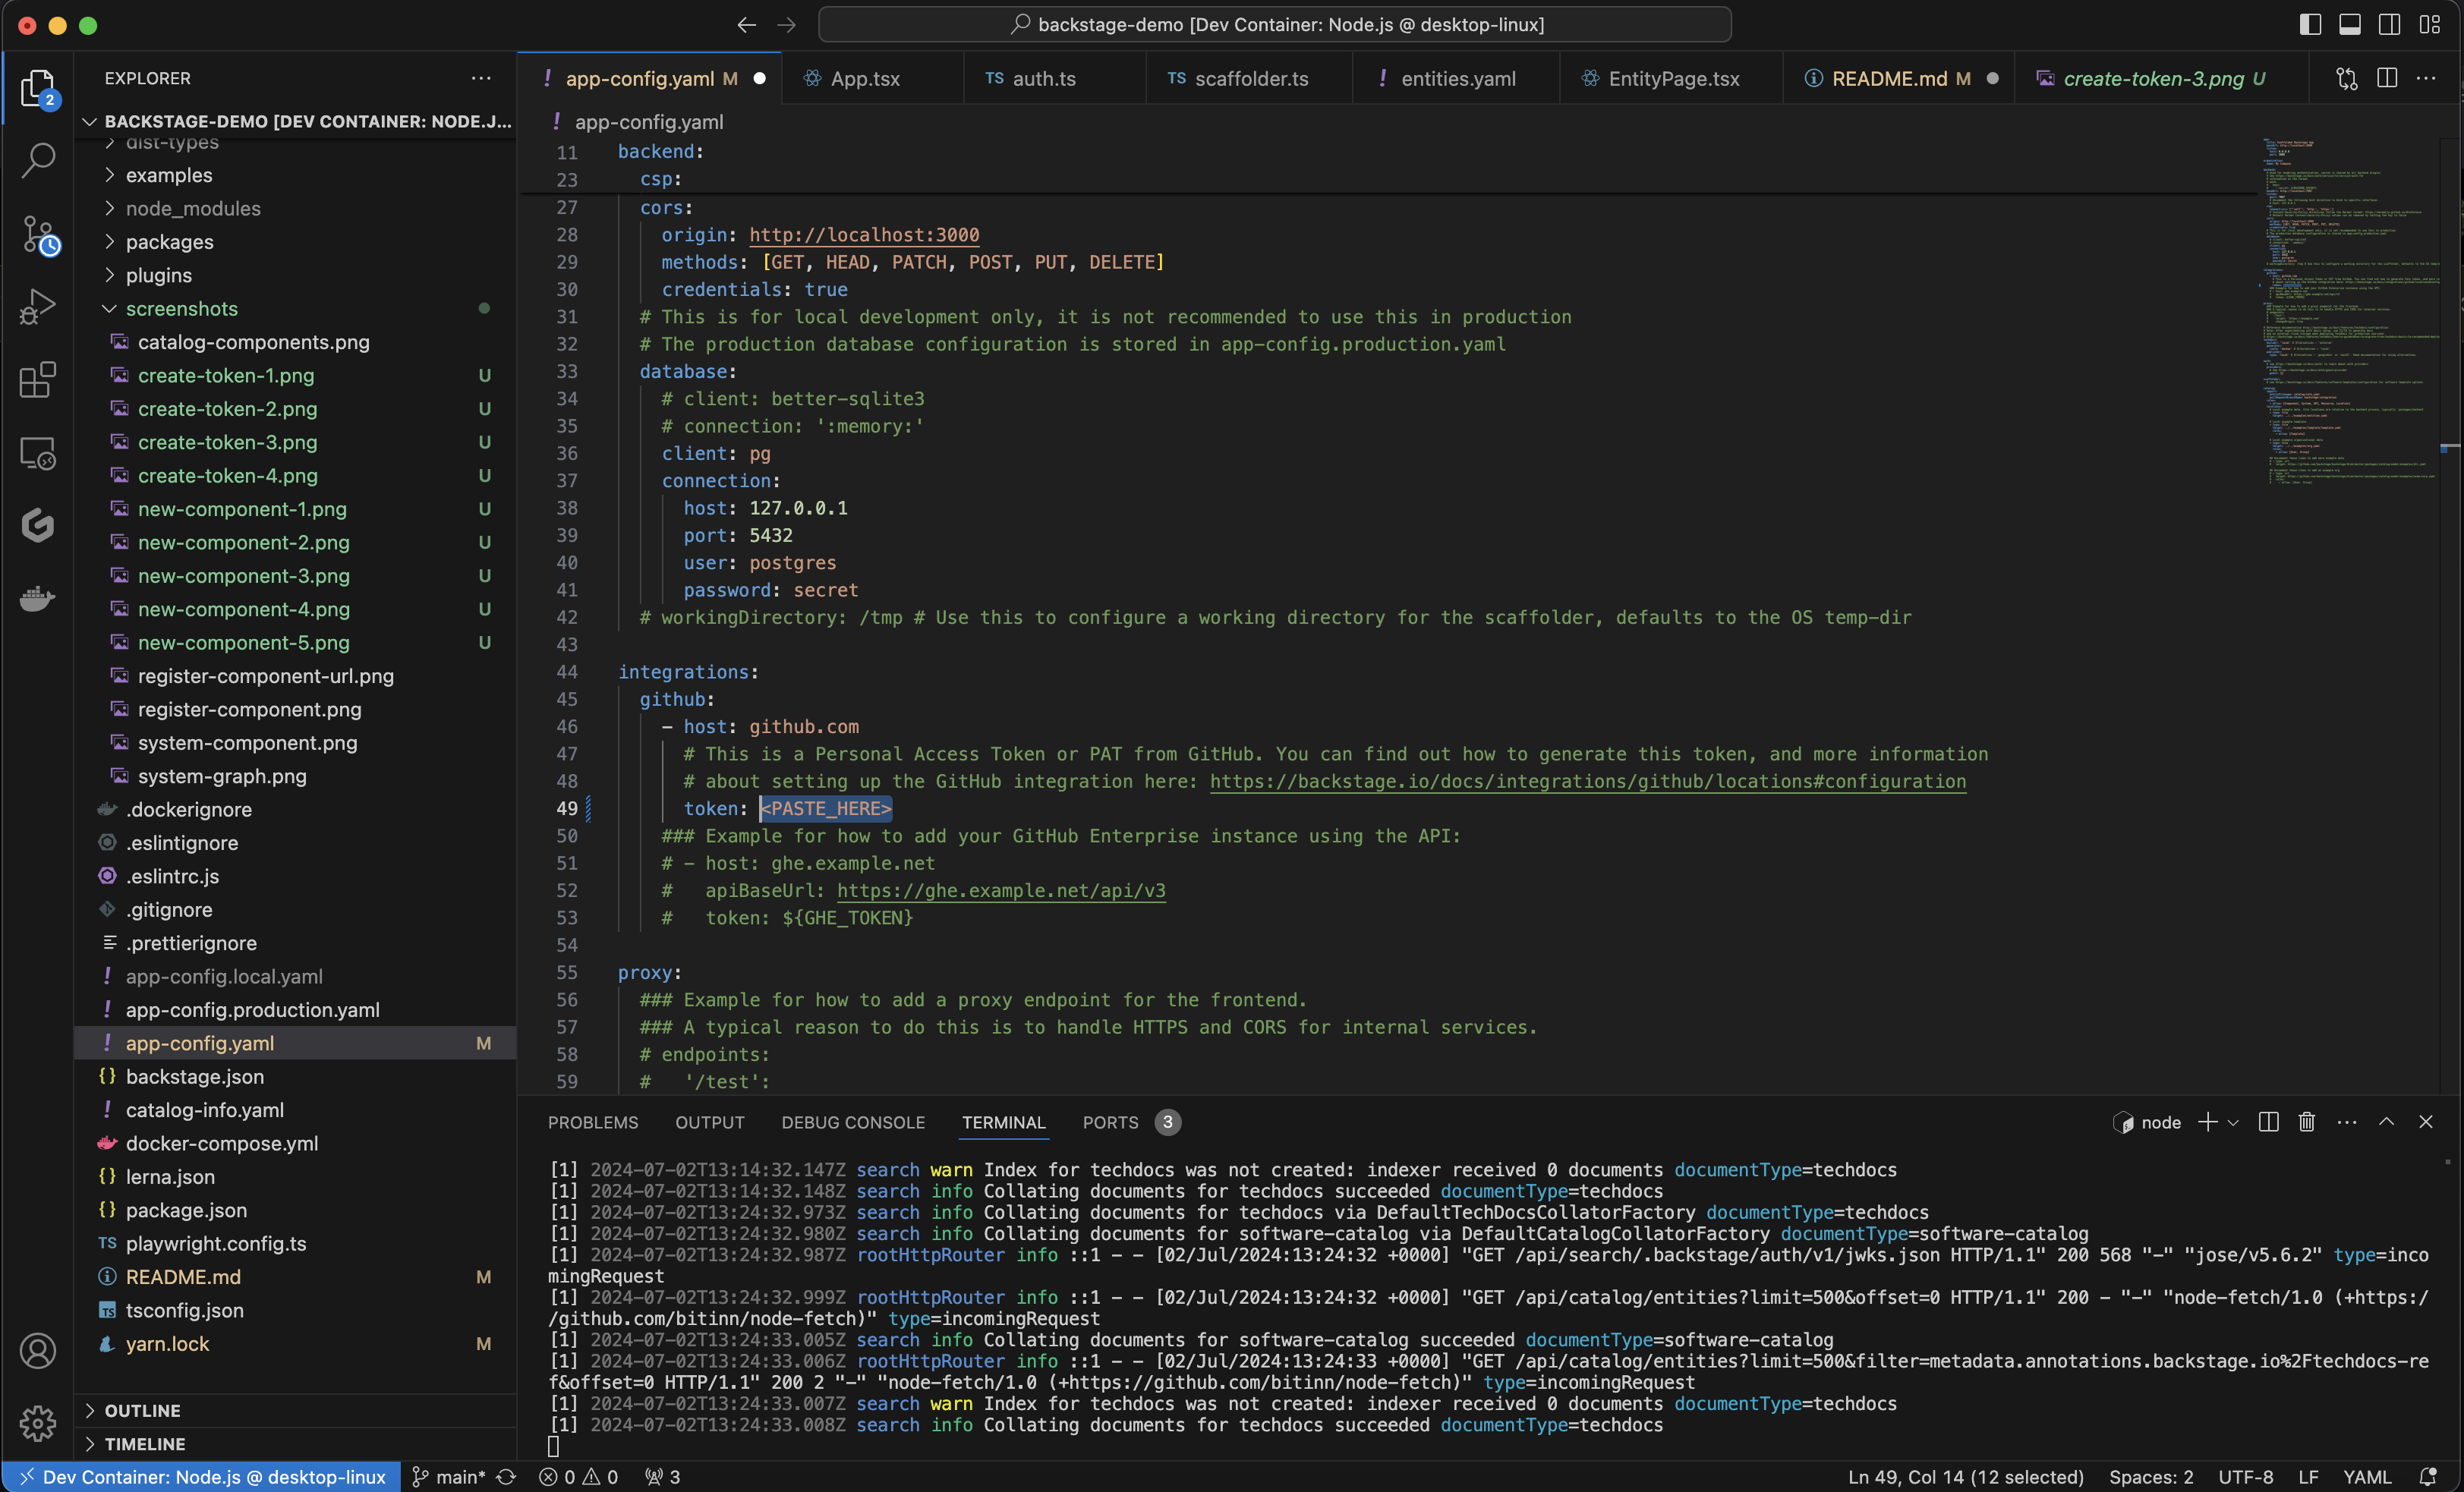 backstage-demo [Dev Container: Node.js @ desktop-linux]
EXPLORER
BACKSTAGE-DEMO [DEV CONTAINER: NODE.J...
dist-types
examples
node_modules
packages
plugins
screenshots
catalog-components.png
create-token-1.png U
create-token-2.png U
create-token-3.png U
create-token-4.png U
new-component-1.png U
new-component-2.png U
new-component-3.png U
new-component-4.png U
new-component-5.png U
register-component-url.png
register-component.png
system-component.png
system-graph.png
.dockerignore
.eslintignore
.eslintrc.js
.gitignore
.prettierignore
app-config.local.yaml
app-config.production.yaml
app-config.yaml M
backstage.json
catalog-info.yaml
docker-compose.yml
lerna.json
package.json
TS playwright.config.ts
README.md M
tsconfig.json
yarn.lock M
OUTLINE
TIMELINE
2
! app-config.yaml M
App.tsx
TS auth.ts
TS scaffolder.ts
! entities.yaml
EntityPage.tsx
README.md M
create-token-3.png U
! app-config.yaml
11 backend:
23 csp:
27 cors:
28 origin: http://localhost:3000
29 methods: [GET, HEAD, PATCH, POST, PUT, DELETE]
30 credentials: true
31 # This is for local development only, it is not recommended to use this in production
32 # The production database configuration is stored in app-config.production.yaml
33 database:
34 # client: better-sqlite3
35 # connection: ':memory:'
36 client: pg
37 connection:
38 host: 127.0.0.1
39 port: 5432
40 user: postgres
41 password: secret
42 # workingDirectory: /tmp # Use this to configure a working directory for the scaffolder, defaults to the OS temp-dir
43
44 integrations:
45 github:
46 - host: github.com
47 # This is a Personal Access Token or PAT from GitHub. You can find out how to generate this token, and more information
48 # about setting up the GitHub integration here: https://backstage.io/docs/integrations/github/locations#configuration
49 token: <PASTE_HERE>
50 ### Example for how to add your GitHub Enterprise instance using the API:
51 # - host: ghe.example.net
52 #   apiBaseUrl: https://ghe.example.net/api/v3
53 #   token: ${GHE_TOKEN}
54
55 proxy:
56 ### Example for how to add a proxy endpoint for the frontend.
57 ### A typical reason to do this is to handle HTTPS and CORS for internal services.
58 # endpoints:
59 #   '/test':
PROBLEMS OUTPUT DEBUG CONSOLE TERMINAL PORTS 3
node
[1] 2024-07-02T13:14:32.147Z search warn Index for techdocs was not created: indexer received 0 documents documentType=techdocs
[1] 2024-07-02T13:14:32.148Z search info Collating documents for techdocs succeeded documentType=techdocs
[1] 2024-07-02T13:24:32.973Z search info Collating documents for techdocs via DefaultTechDocsCollatorFactory documentType=techdocs
[1] 2024-07-02T13:24:32.980Z search info Collating documents for software-catalog via DefaultCatalogCollatorFactory documentType=software-catalog
[1] 2024-07-02T13:24:32.987Z rootHttpRouter info ::1 - - [02/Jul/2024:13:24:32 +0000] "GET /api/search/.backstage/auth/v1/jwks.json HTTP/1.1" 200 568 "-" "jose/v5.6.2" type=inco
mingRequest
[1] 2024-07-02T13:24:32.999Z rootHttpRouter info ::1 - - [02/Jul/2024:13:24:32 +0000] "GET /api/catalog/entities?limit=500&offset=0 HTTP/1.1" 200 - "-" "node-fetch/1.0 (+https:/
/github.com/bitinn/node-fetch)" type=incomingRequest
[1] 2024-07-02T13:24:33.005Z search info Collating documents for software-catalog succeeded documentType=software-catalog
[1] 2024-07-02T13:24:33.006Z rootHttpRouter info ::1 - - [02/Jul/2024:13:24:33 +0000] "GET /api/catalog/entities?limit=500&filter=metadata.annotations.backstage.io%2Ftechdocs-re
f&offset=0 HTTP/1.1" 200 2 "-" "node-fetch/1.0 (+https://github.com/bitinn/node-fetch)" type=incomingRequest
[1] 2024-07-02T13:24:33.007Z search warn Index for techdocs was not created: indexer received 0 documents documentType=techdocs
[1] 2024-07-02T13:24:33.008Z search info Collating documents for techdocs succeeded documentType=techdocs
Dev Container: Node.js @ desktop-linux main* 0 0 3 Ln 49, Col 14 (12 selected) Spaces: 2 UTF-8 LF YAML